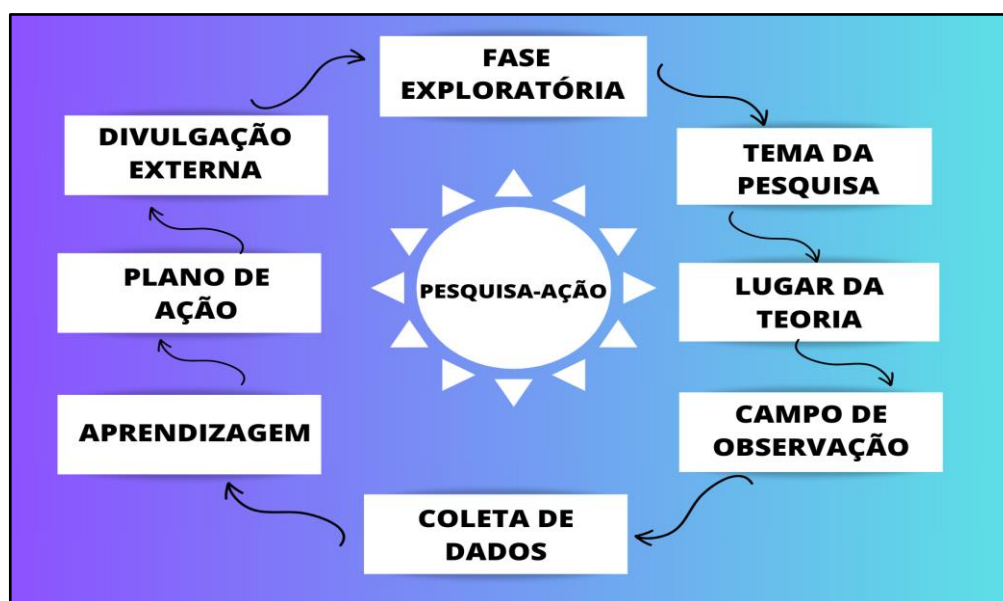 FASE
EXPLORATÓRIA
TEMA DA
PESQUISA
LUGAR DA
TEORIA
CAMPO DE
OBSERVAÇÃO
COLETA DE
DADOS
APRENDIZAGEM
PLANO DE
AÇÃO
DIVULGAÇÃO
EXTERNA
PESQUISA-AÇÃO